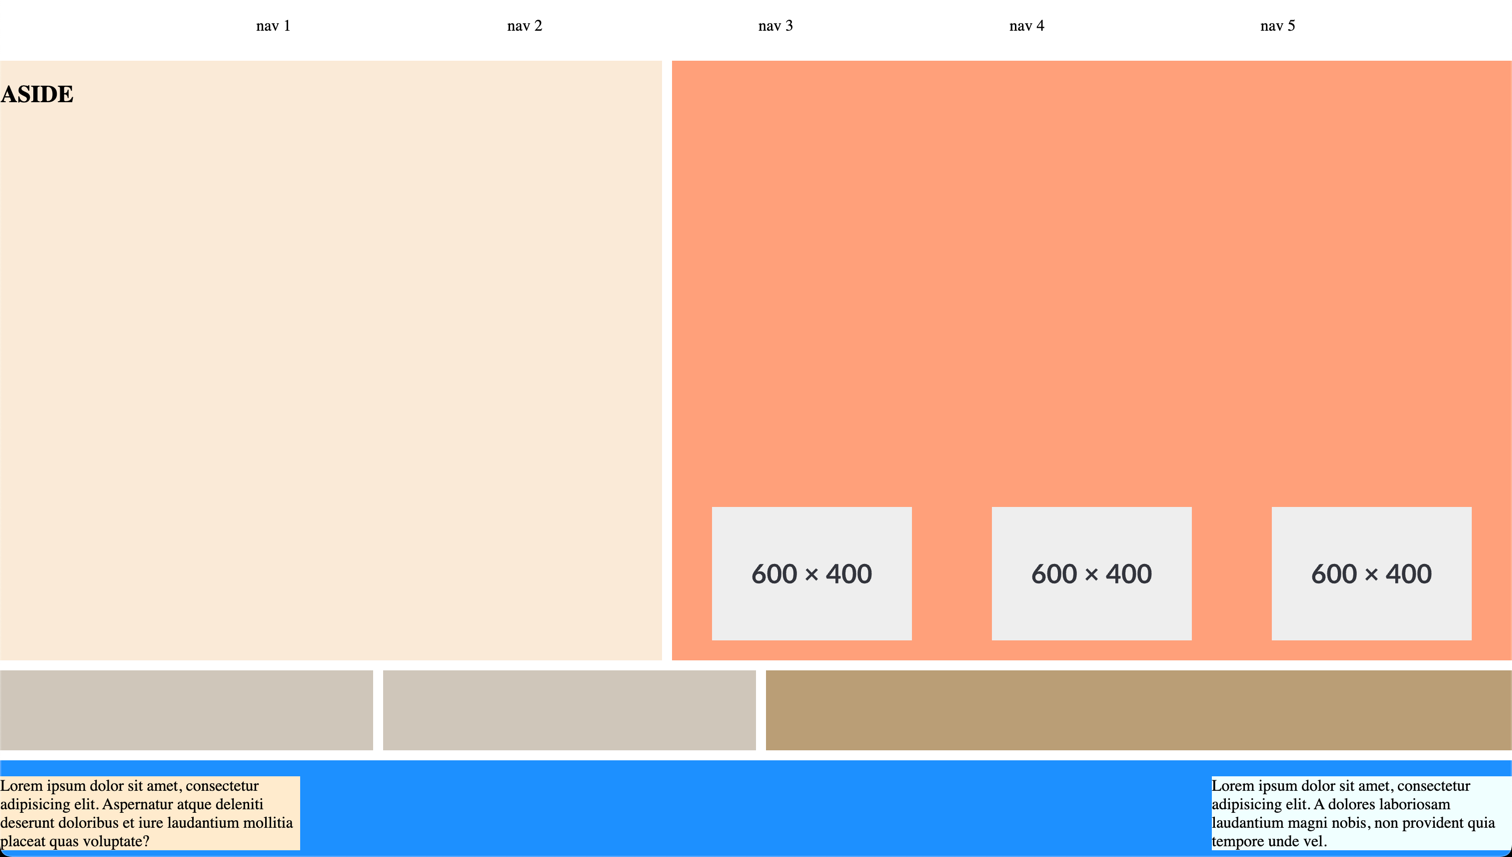 nav 1
nav 2
nav 3
nav 4
nav 5
ASIDE
600 × 400
600 × 400
600 × 400
Lorem ipsum dolor sit amet, consectetur
adipisicing elit. Aspernatur atque deleniti
deserunt doloribus et iure laudantium mollitia
placeat quas voluptate?
Lorem ipsum dolor sit amet, consectetur
adipisicing elit. A dolores laboriosam
laudantium magni nobis, non provident quia
tempore unde vel.